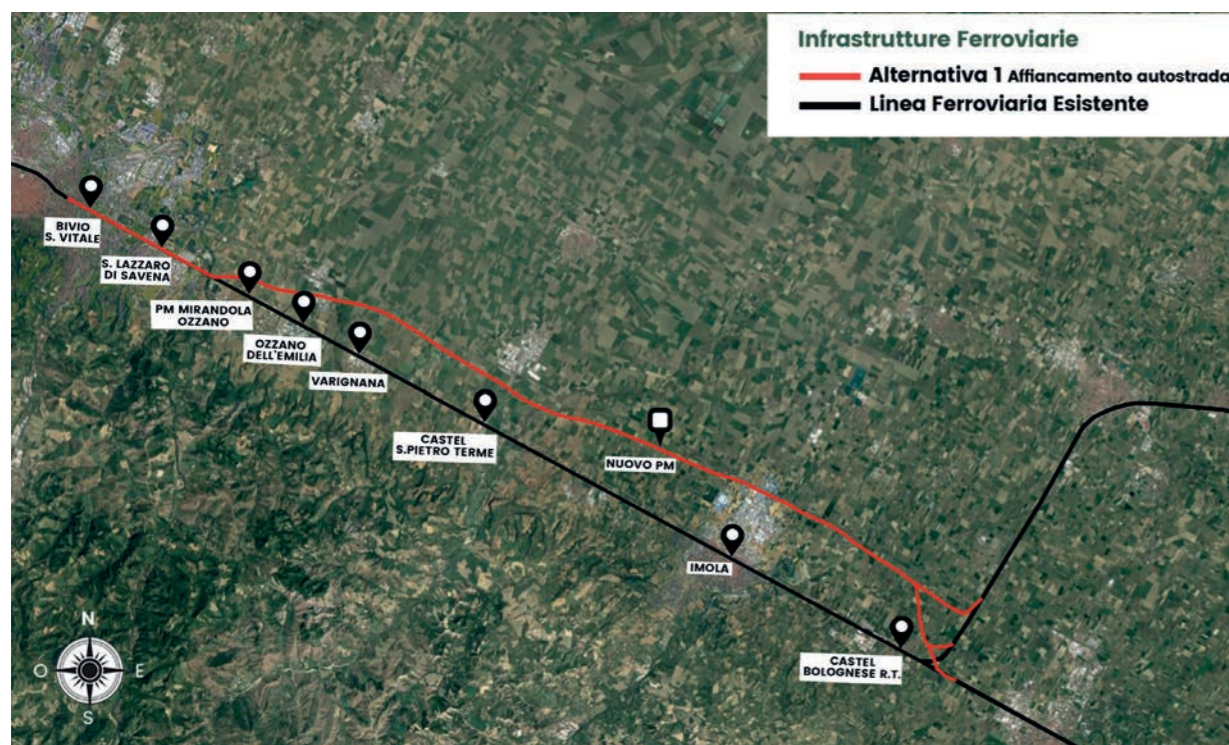 Infrastrutture Ferroviarie
Alternativa 1 Affiancamento autostrada
Linea Ferroviaria Esistente
BIVIO
S. VITALE
S. LAZZARO
DI SAVENA
PM MIRANDOLA
OZZANO
OZZANO
DELL'EMILIA
VARIGNANA
CASTEL
S.PIETRO TERME
NUOVO PM
IMOLA
CASTEL
BOLOGNESE R.T.
N
O
E
S